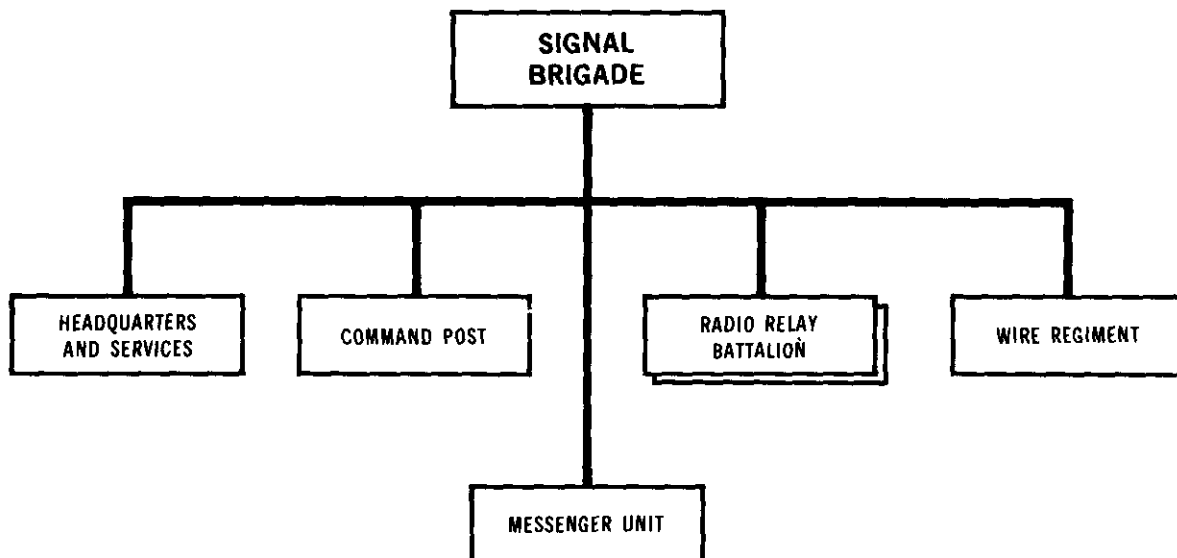 SIGNAL
BRIGADE
HEADQUARTERS
AND SERVICES
COMMAND POST
RADIO RELAY
BATTALION
WIRE REGIMENT
MESSENGER UNIT